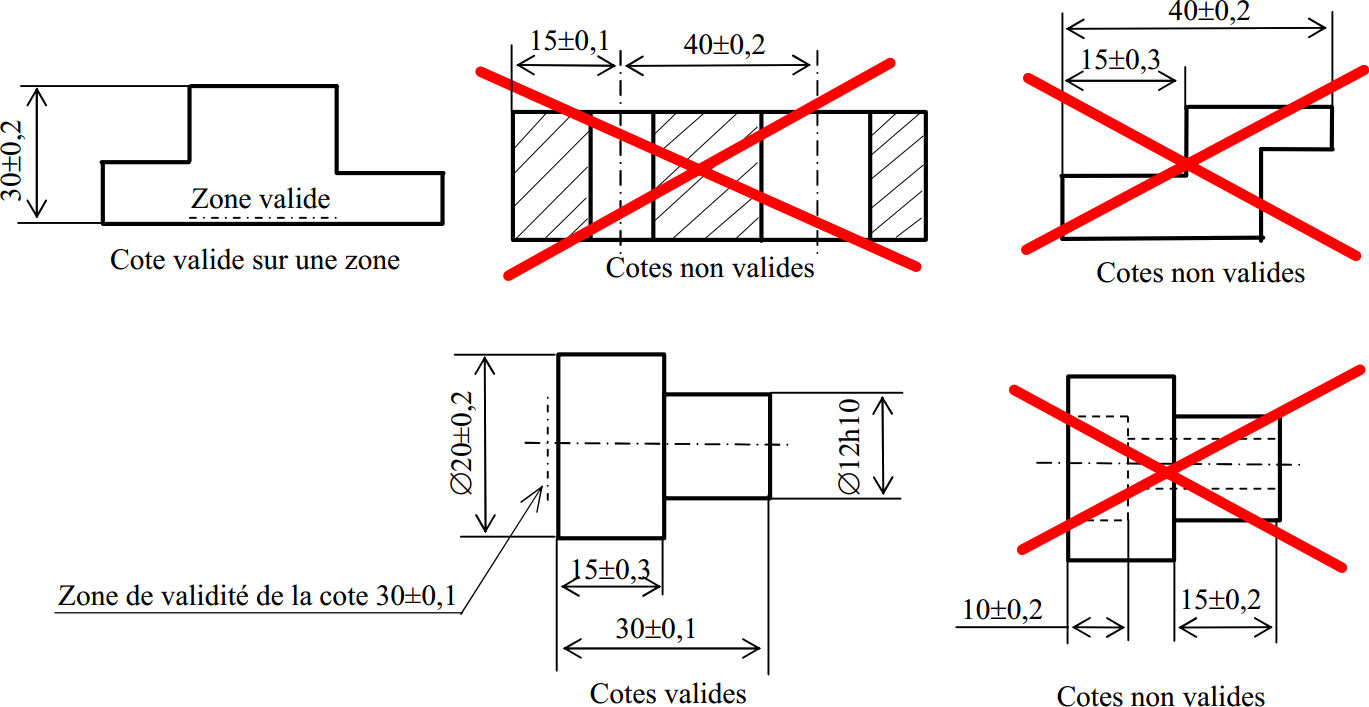 30±0,2
Zone valide
Cote valide sur une zone
15±0,1
40±0,2
Cotes non valides
40±0,2
15±0,3
Cotes non valides
∅20±0,2
∅12h10
15±0,3
30±0,1
Zone de validité de la cote 30±0,1
Cotes valides
10±0,2
15±0,2
Cotes non valides